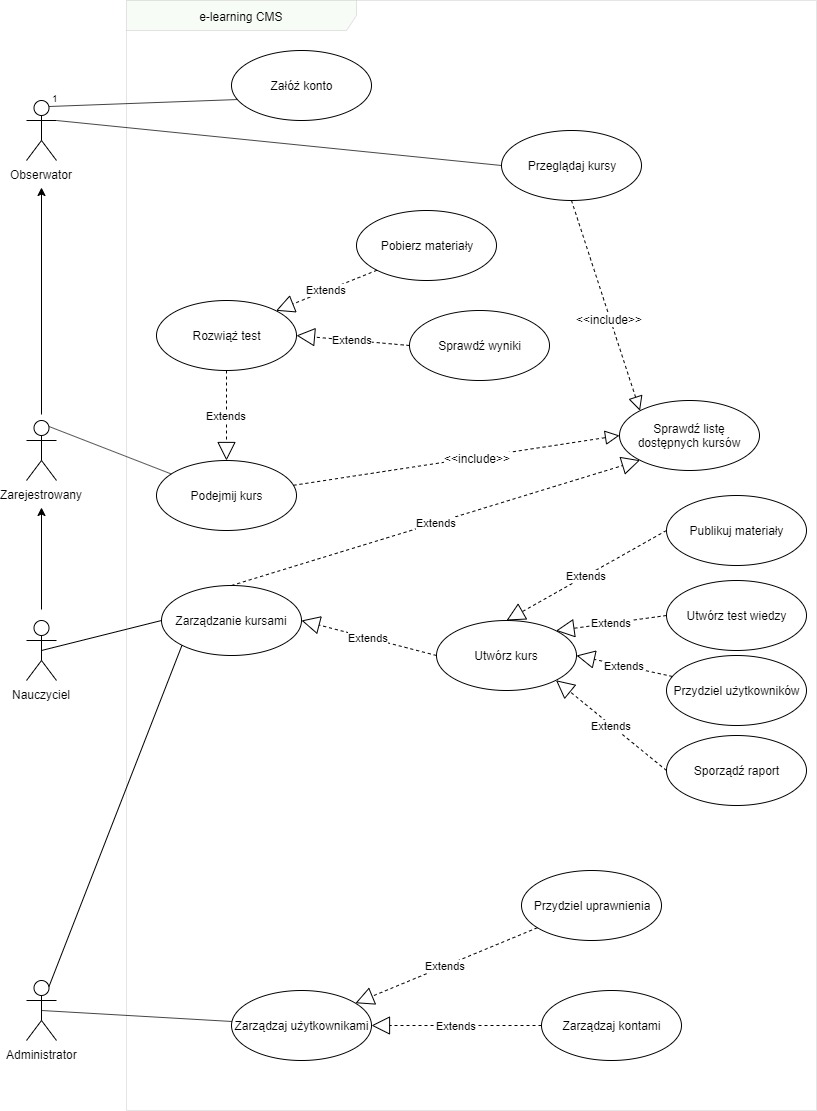 e-learning CMS
Załóż konto
1
Obserwator
Przeglądaj kursy
Pobierz materiały
Extends
Rozwiąż test
Extends
Sprawdź wyniki
<<include>>
Extends
Sprawdź listę
dostępnych kursów
<<include>>
Zarejestrowany
Podejmij kurs
Extends
Publikuj materiały
Extends
Zarządzanie kursami
Utwórz test wiedzy
Extends
Extends
Utwórz kurs
Extends
Przydziel użytkowników
Nauczyciel
Extends
Sporządź raport
Przydziel uprawnienia
Extends
Zarządzaj użytkownikami
Extends
Zarządzaj kontami
Administrator